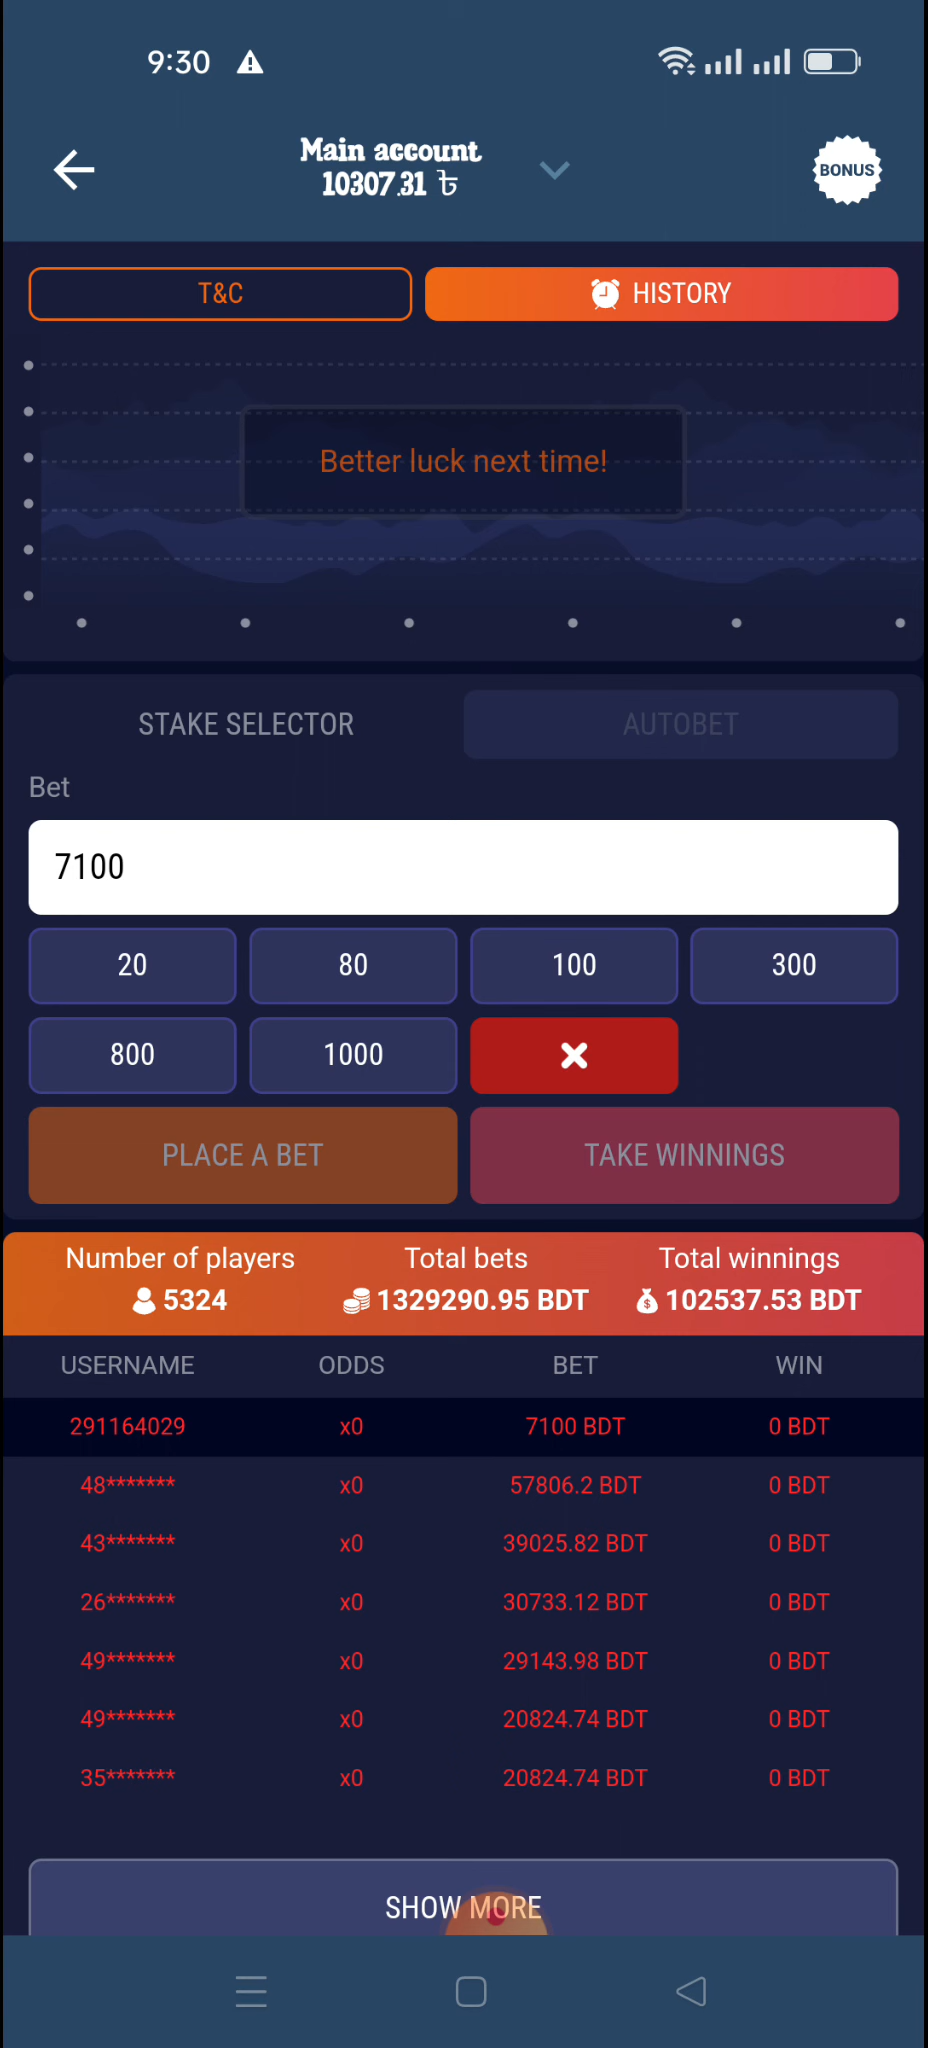 9:30
Main account
10307.31 ৳
BONUS
T&C
HISTORY
Better luck next time!
STAKE SELECTOR
AUTOBET
Bet
7100
20 80 100 300
800 1000
PLACE A BET
TAKE WINNINGS
Number of players Total bets Total winnings
5324 1329290.95 BDT 102537.53 BDT
USERNAME ODDS BET WIN
291164029 x0 7100 BDT 0 BDT
48******* x0 57806.2 BDT 0 BDT
43******* x0 39025.82 BDT 0 BDT
26******* x0 30733.12 BDT 0 BDT
49******* x0 29143.98 BDT 0 BDT
49******* x0 20824.74 BDT 0 BDT
35******* x0 20824.74 BDT 0 BDT
SHOW MORE